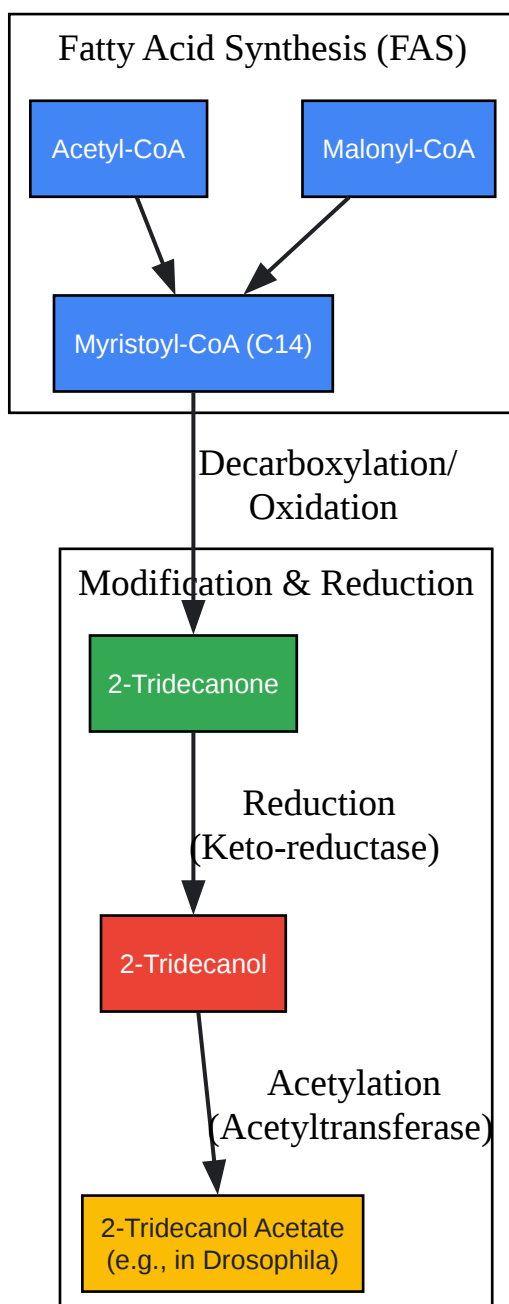 Fatty Acid Synthesis (FAS)
Acetyl-CoA
Malonyl-CoA
Myristoyl-CoA (C14)
Decarboxylation/
Oxidation
Modification & Reduction
2-Tridecanone
Reduction
(Keto-reductase)
2-Tridecanol
Acetylation
(Acetyltransferase)
2-Tridecanol Acetate
(e.g., in Drosophila)